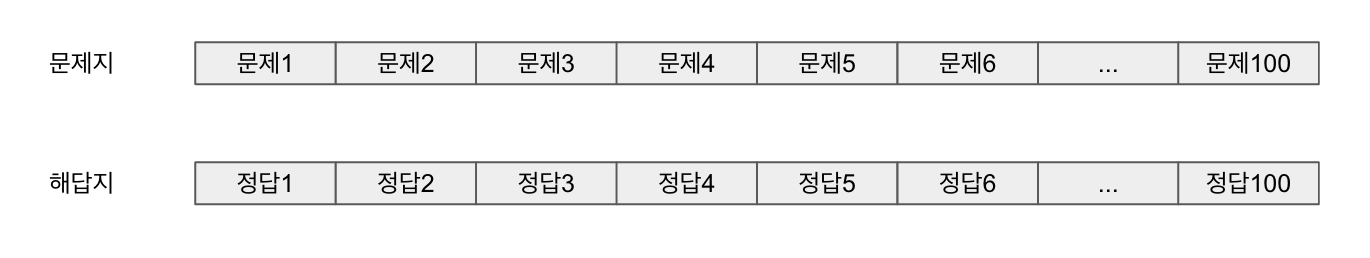 문제지 문제1 문제2 문제3 문제4 문제5 문제6 ... 문제100
해답지 정답1 정답2 정답3 정답4 정답5 정답6 ... 정답100